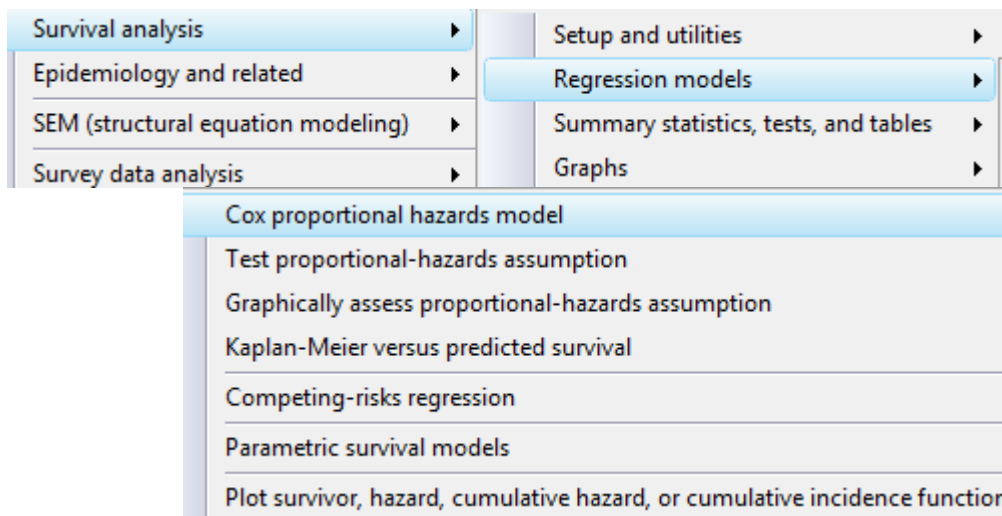 Survival analysis
Epidemiology and related
SEM (structural equation modeling)
Survey data analysis
Setup and utilities
Regression models
Summary statistics, tests, and tables
Graphs
Cox proportional hazards model
Test proportional-hazards assumption
Graphically assess proportional-hazards assumption
Kaplan-Meier versus predicted survival
Competing-risks regression
Parametric survival models
Plot survivor, hazard, cumulative hazard, or cumulative incidence function